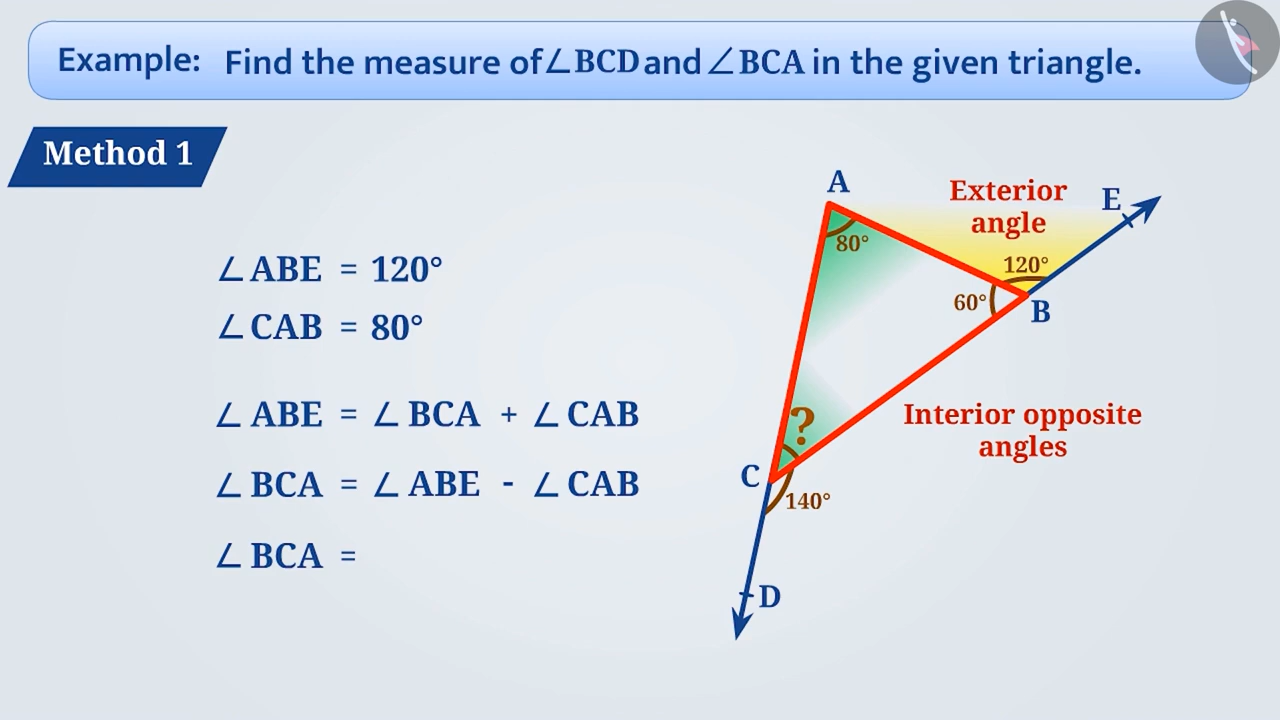 Example: Find the measure of∠BCD and ∠BCA in the given triangle.
Method 1
∠ABE = 120°
∠CAB = 80°
∠ABE = ∠BCA + ∠CAB
∠BCA = ∠ABE - ∠CAB
∠BCA =
A
Exterior
angle
E
80°
120°
60°
B
?
Interior opposite
angles
C
140°
D